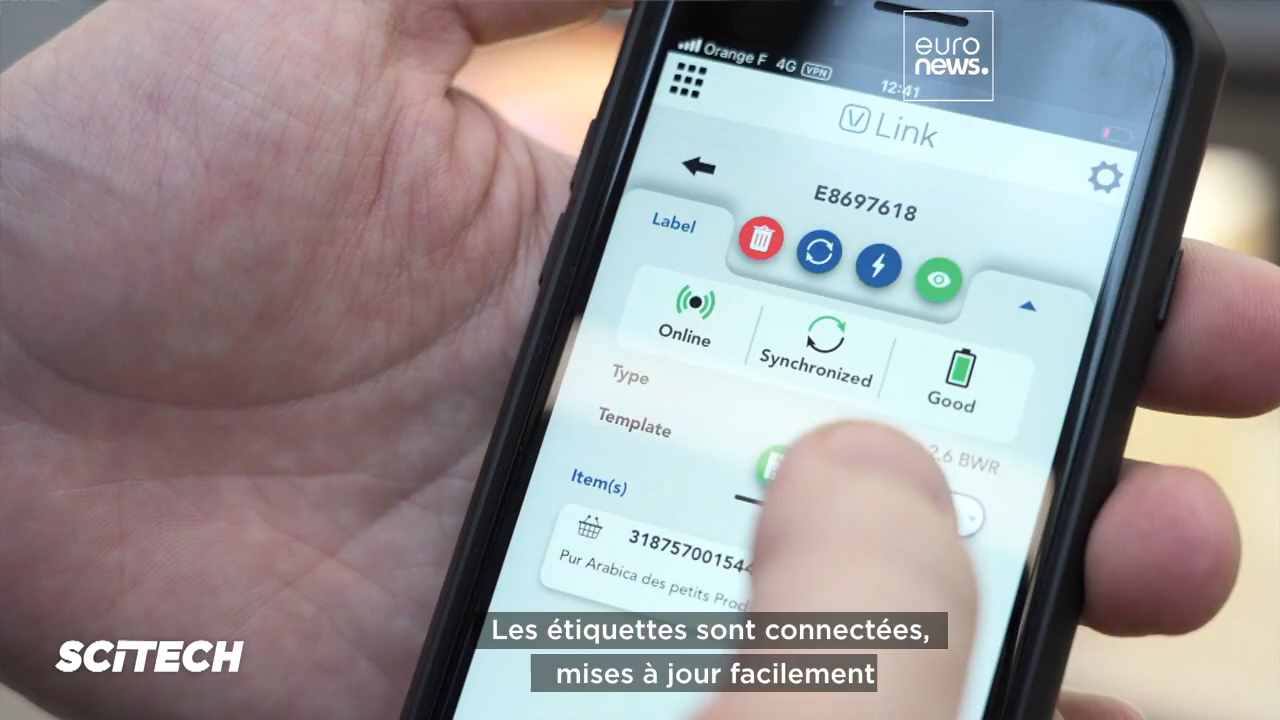 euro
news.
Orange F 4G VPN
12:41
V Link
E8697618
Label
Online
Synchronized
Good
Type
2,6 BWR
Template
Item(s)
318757001544
Pur Arabica des petits Prod
Les étiquettes sont connectées,
mises à jour facilement
SCiTECH